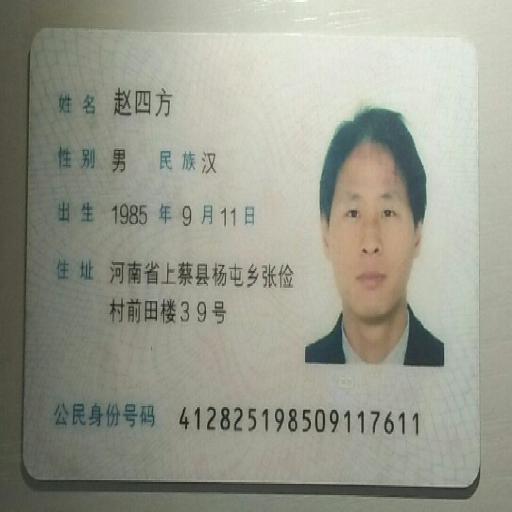 姓名 赵四方
性别 男 民族 汉
出生 1985 年 9 月 11 日
住址 河南省上蔡县杨屯乡张俭
村前田楼39号
公民身份号码 412825198509117611